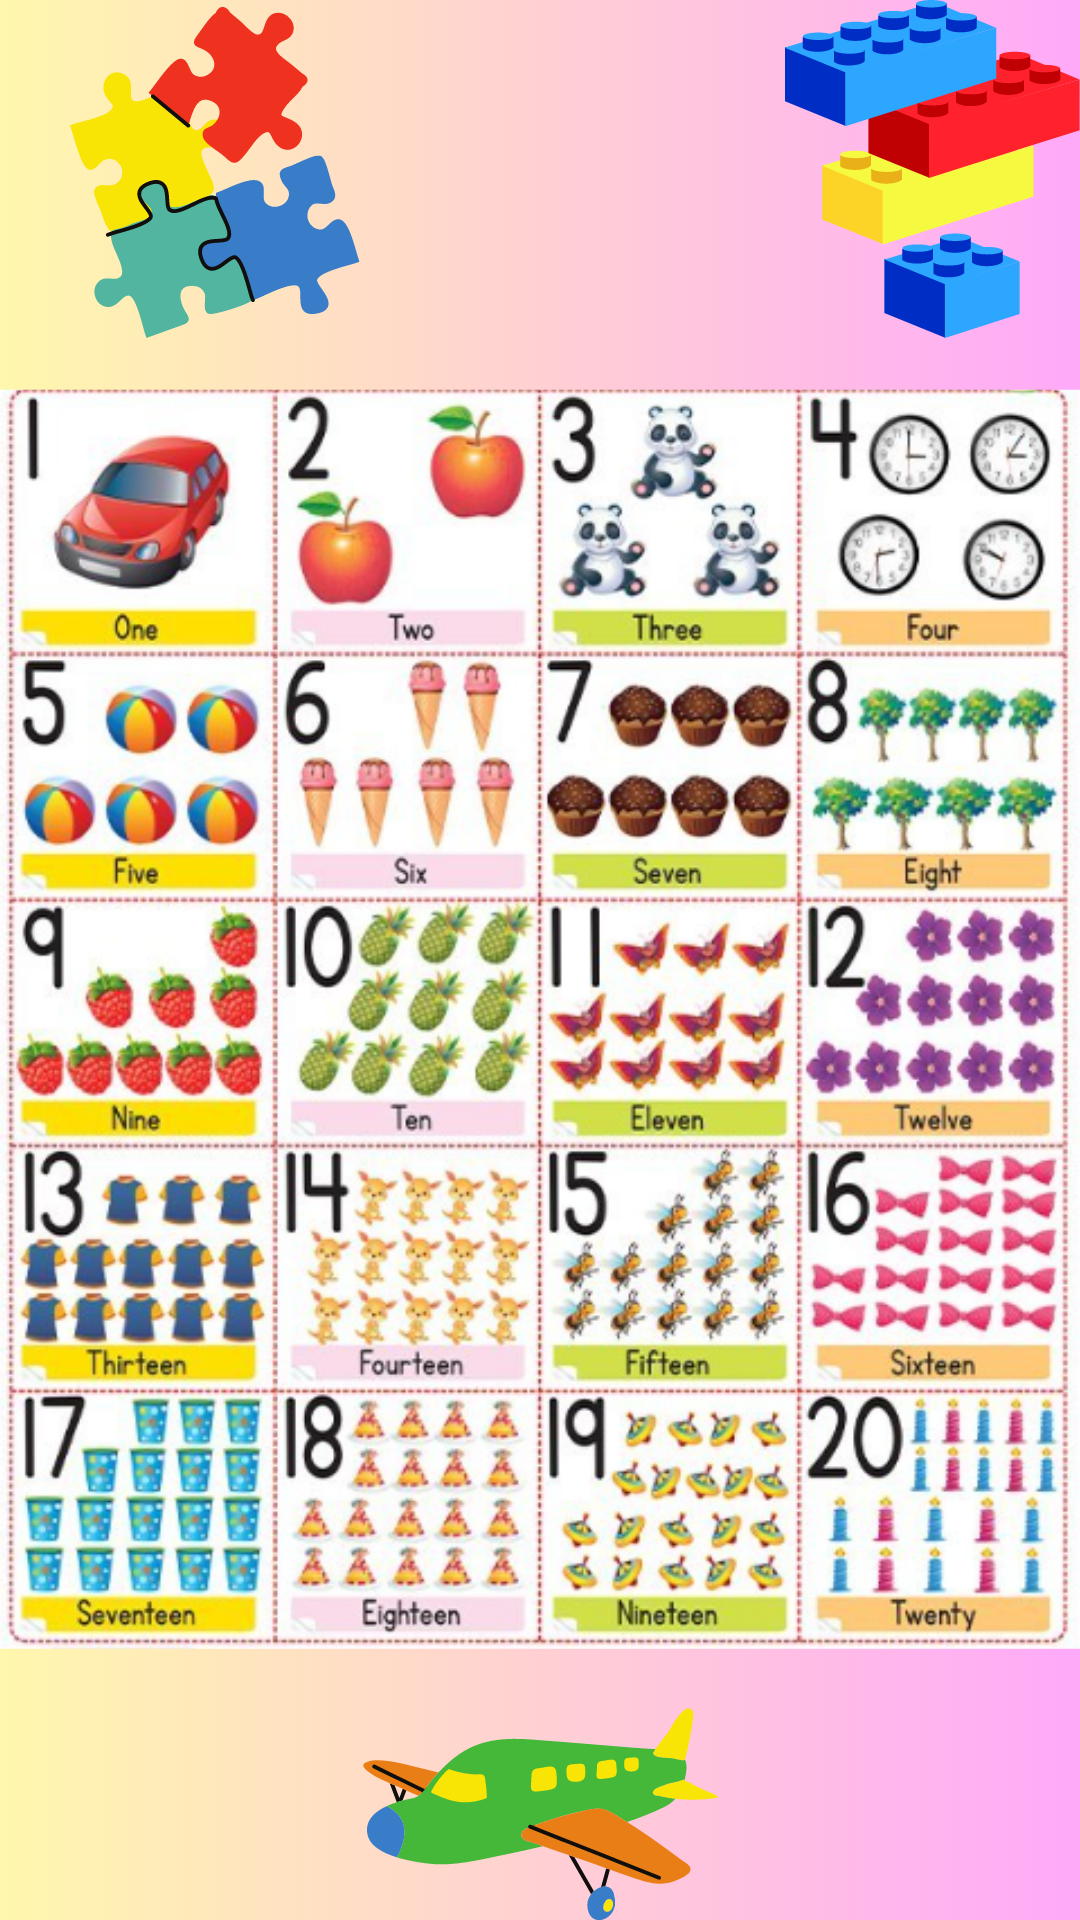 1 2 3 4
One Two Three Four
5 6 7 8
Five Six Seven Eight
9 10 11 12
Nine Ten Eleven Twelve
13 14 15 16
Thirteen Fourteen Fifteen Sixteen
17 18 19 20
Seventeen Eighteen Nineteen Twenty